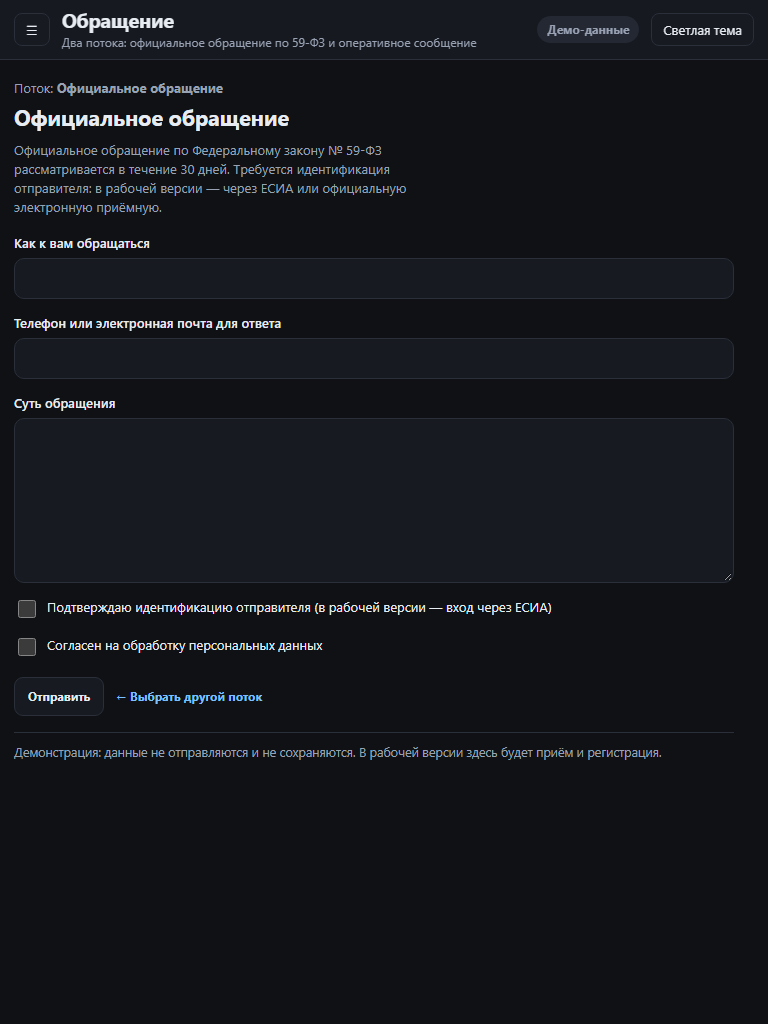 ☰
Обращение
Два потока: официальное обращение по 59-ФЗ и оперативное сообщение
Демо-данные
Светлая тема
Поток: Официальное обращение
Официальное обращение
Официальное обращение по Федеральному закону № 59-ФЗ
рассматривается в течение 30 дней. Требуется идентификация
отправителя: в рабочей версии — через ЕСИА или официальную
электронную приёмную.
Как к вам обращаться
Телефон или электронная почта для ответа
Суть обращения
Подтверждаю идентификацию отправителя (в рабочей версии — вход через ЕСИА)
Согласен на обработку персональных данных
Отправить
← Выбрать другой поток
Демонстрация: данные не отправляются и не сохраняются. В рабочей версии здесь будет приём и регистрация.